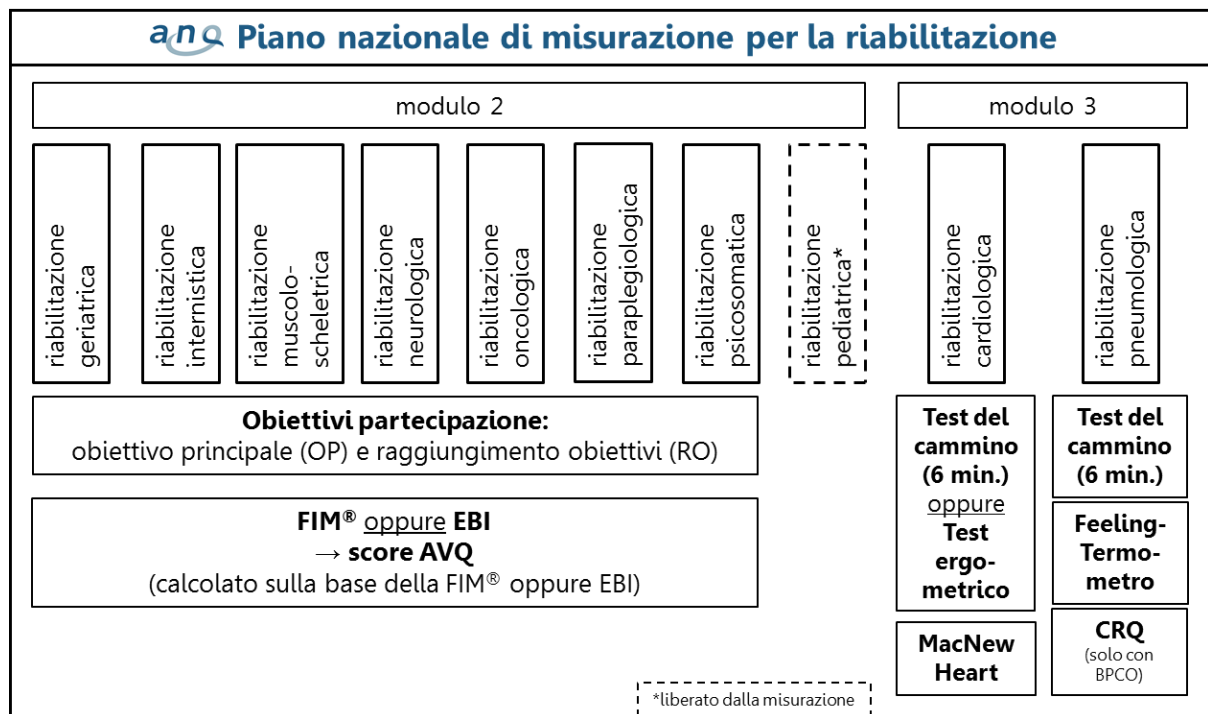 anq Piano nazionale di misurazione per la riabilitazione
modulo 2
modulo 3
riabilitazione
geriatrica
riabilitazione
internistica
riabilitazione
muscolo-
scheletrica
riabilitazione
neurologica
riabilitazione
oncologica
riabilitazione
paraplegiologica
riabilitazione
psicosomatica
riabilitazione
pediatrica*
riabilitazione
cardiologica
riabilitazione
pneumologica
Obiettivi partecipazione:
obiettivo principale (OP) e raggiungimento obiettivi (RO)
FIM® oppure EBI
→ score AVQ
(calcolato sulla base della FIM® oppure EBI)
Test del
cammino
(6 min.)
oppure
Test
ergo-
metrico
MacNew
Heart
Test del
cammino
(6 min.)
Feeling-
Termo-
metro
CRQ
(solo con
BPCO)
*liberato dalla misurazione